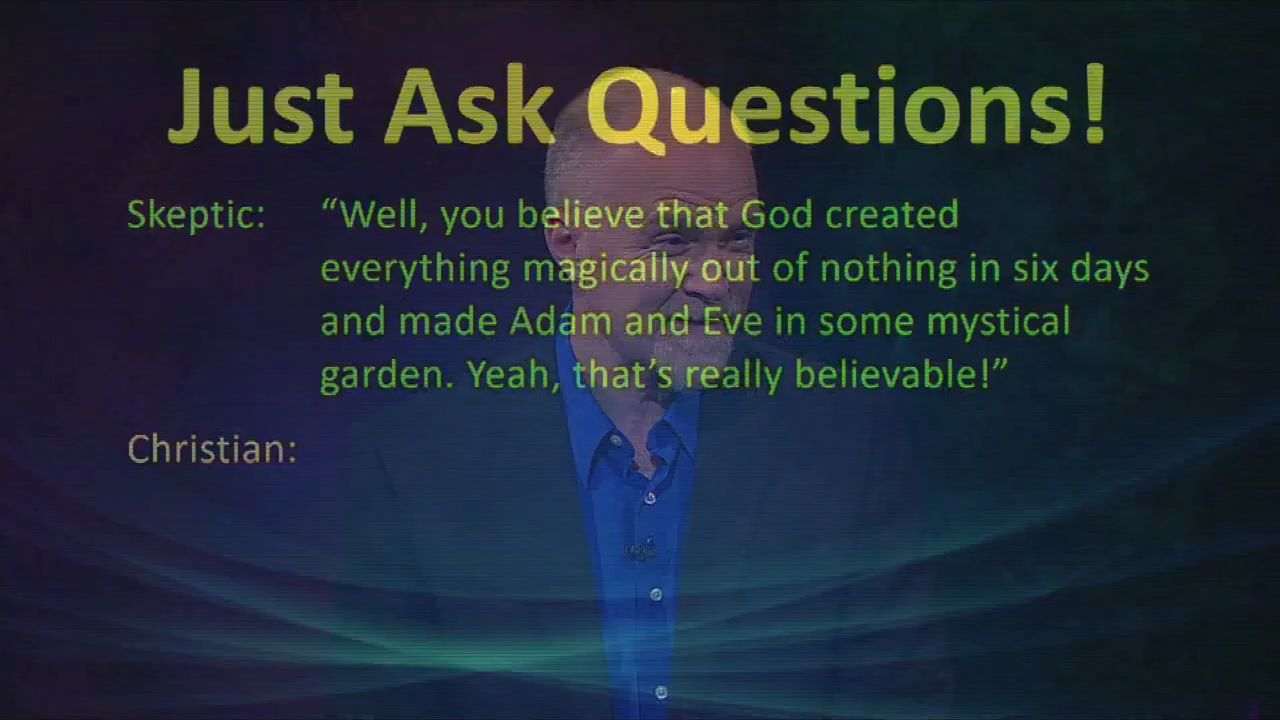 Just Ask Questions!
Skeptic: “Well, you believe that God created
everything magically out of nothing in six days
and made Adam and Eve in some mystical
garden. Yeah, that’s really believable!”
Christian: